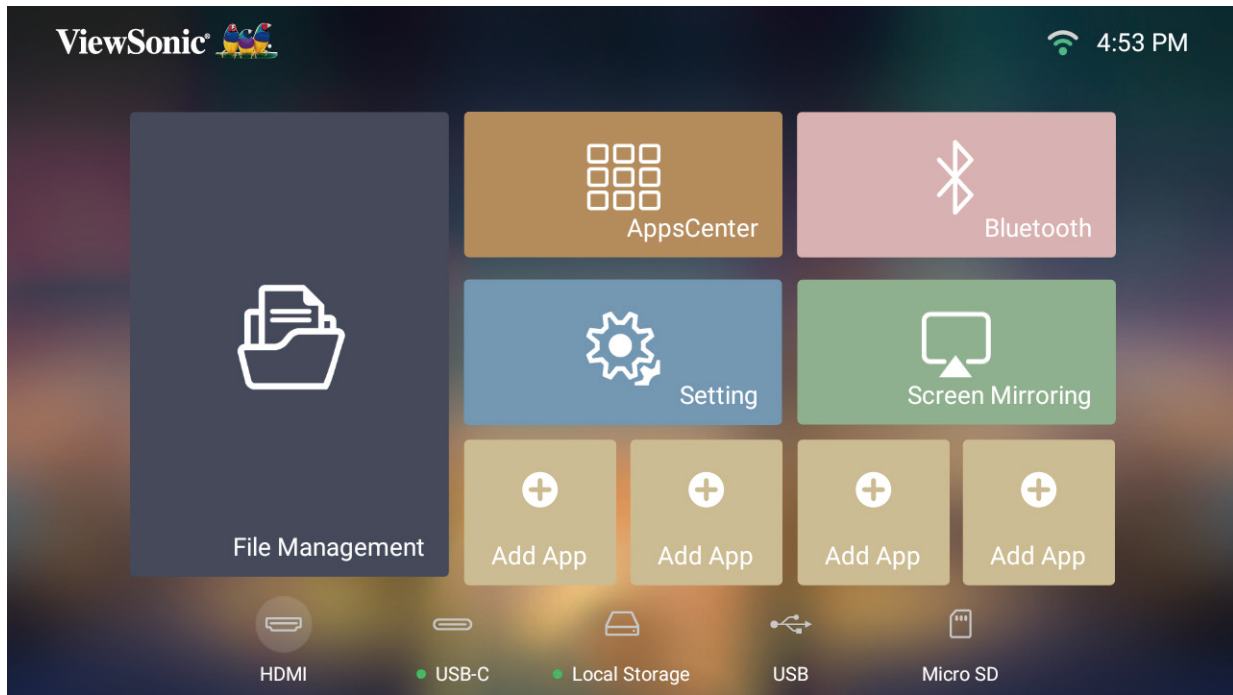 ViewSonic®
4:53 PM
AppsCenter
Bluetooth
Setting
Screen Mirroring
File Management
Add App
Add App
Add App
Add App
HDMI
USB-C
Local Storage
USB
Micro SD